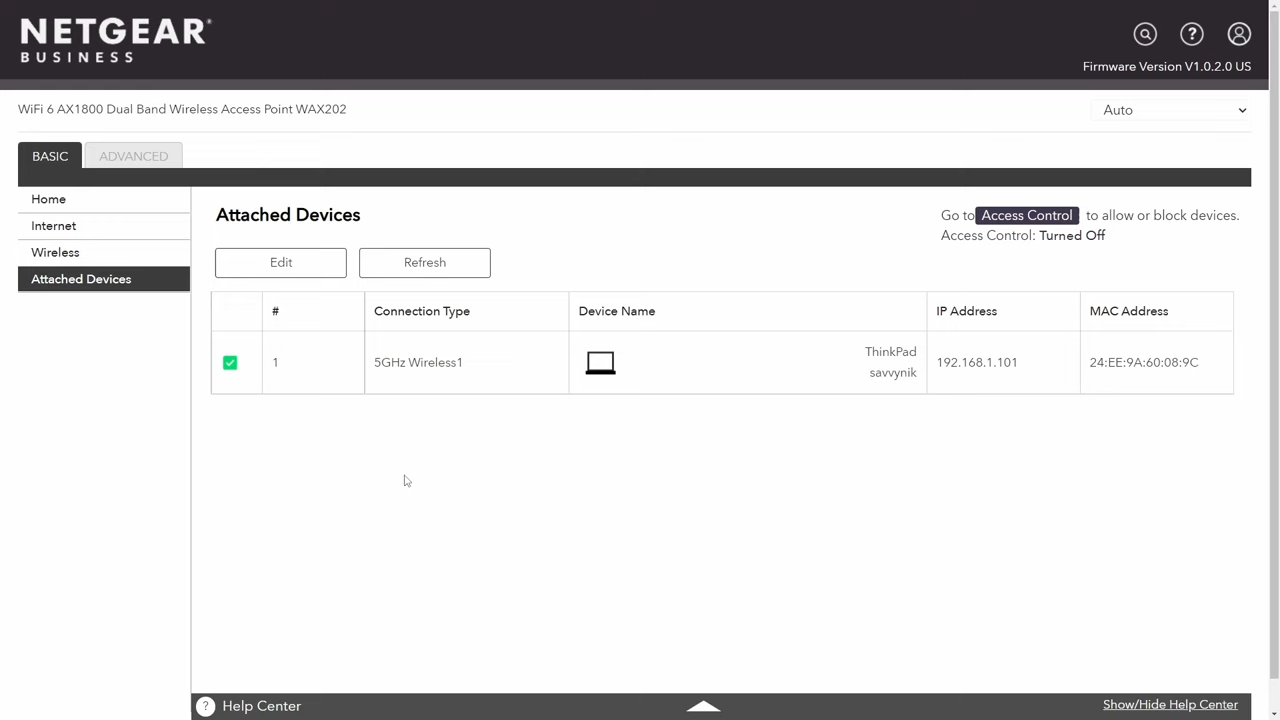 NETGEAR
BUSINESS
Firmware Version V1.0.2.0 US
WiFi 6 AX1800 Dual Band Wireless Access Point WAX202
Auto
BASIC
ADVANCED
Home
Internet
Wireless
Attached Devices
Attached Devices
Go to Access Control to allow or block devices.
Access Control: Turned Off
Edit
Refresh
# Connection Type Device Name IP Address MAC Address
1 5GHz Wireless1 ThinkPad 192.168.1.101 24:EE:9A:60:08:9C
savvynik
? Help Center
Show/Hide Help Center